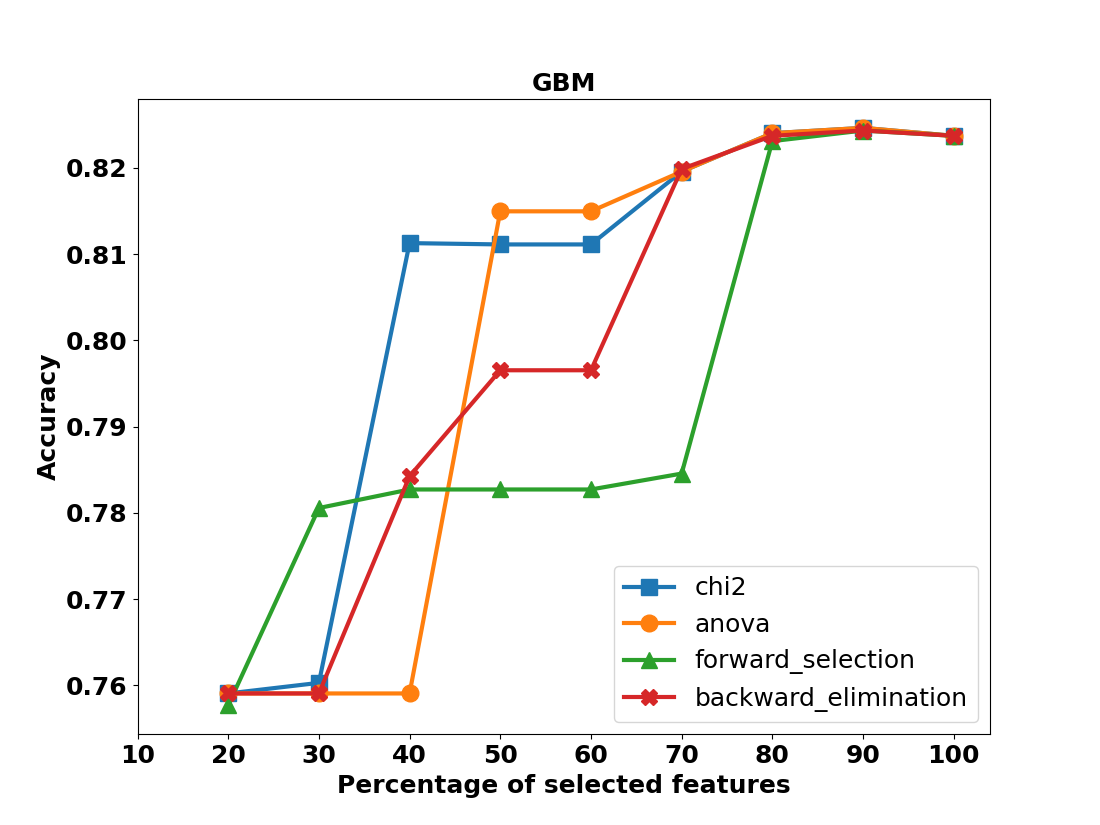 GBM
Accuracy
0.82
0.81
0.80
0.79
0.78
0.77
0.76
chi2
anova
forward_selection
backward_elimination
10 20 30 40 50 60 70 80 90 100
Percentage of selected features